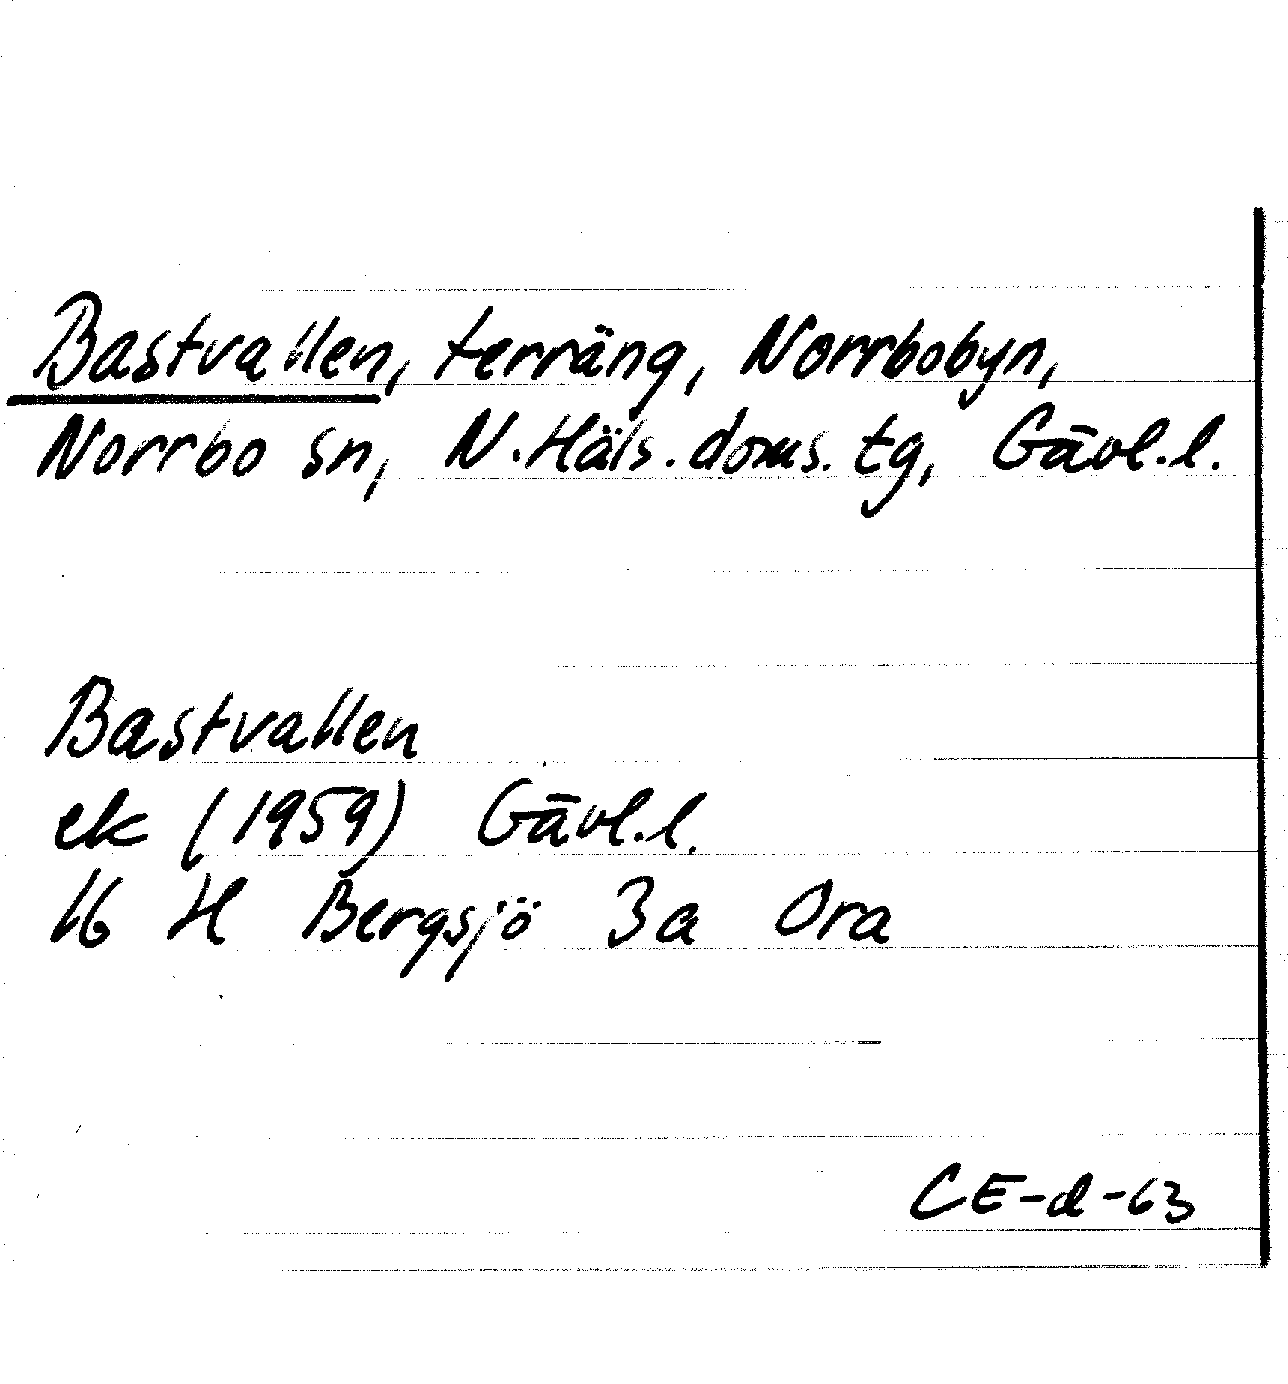 Bastvallen, terräng, Norrbobyn,
Norrbo sn, N.Häls.doms.tg, Gävl.l.
Bastvallen
ek (1959) Gävl.l.
16 H Bergsjö 3a Ora
CE-d-63